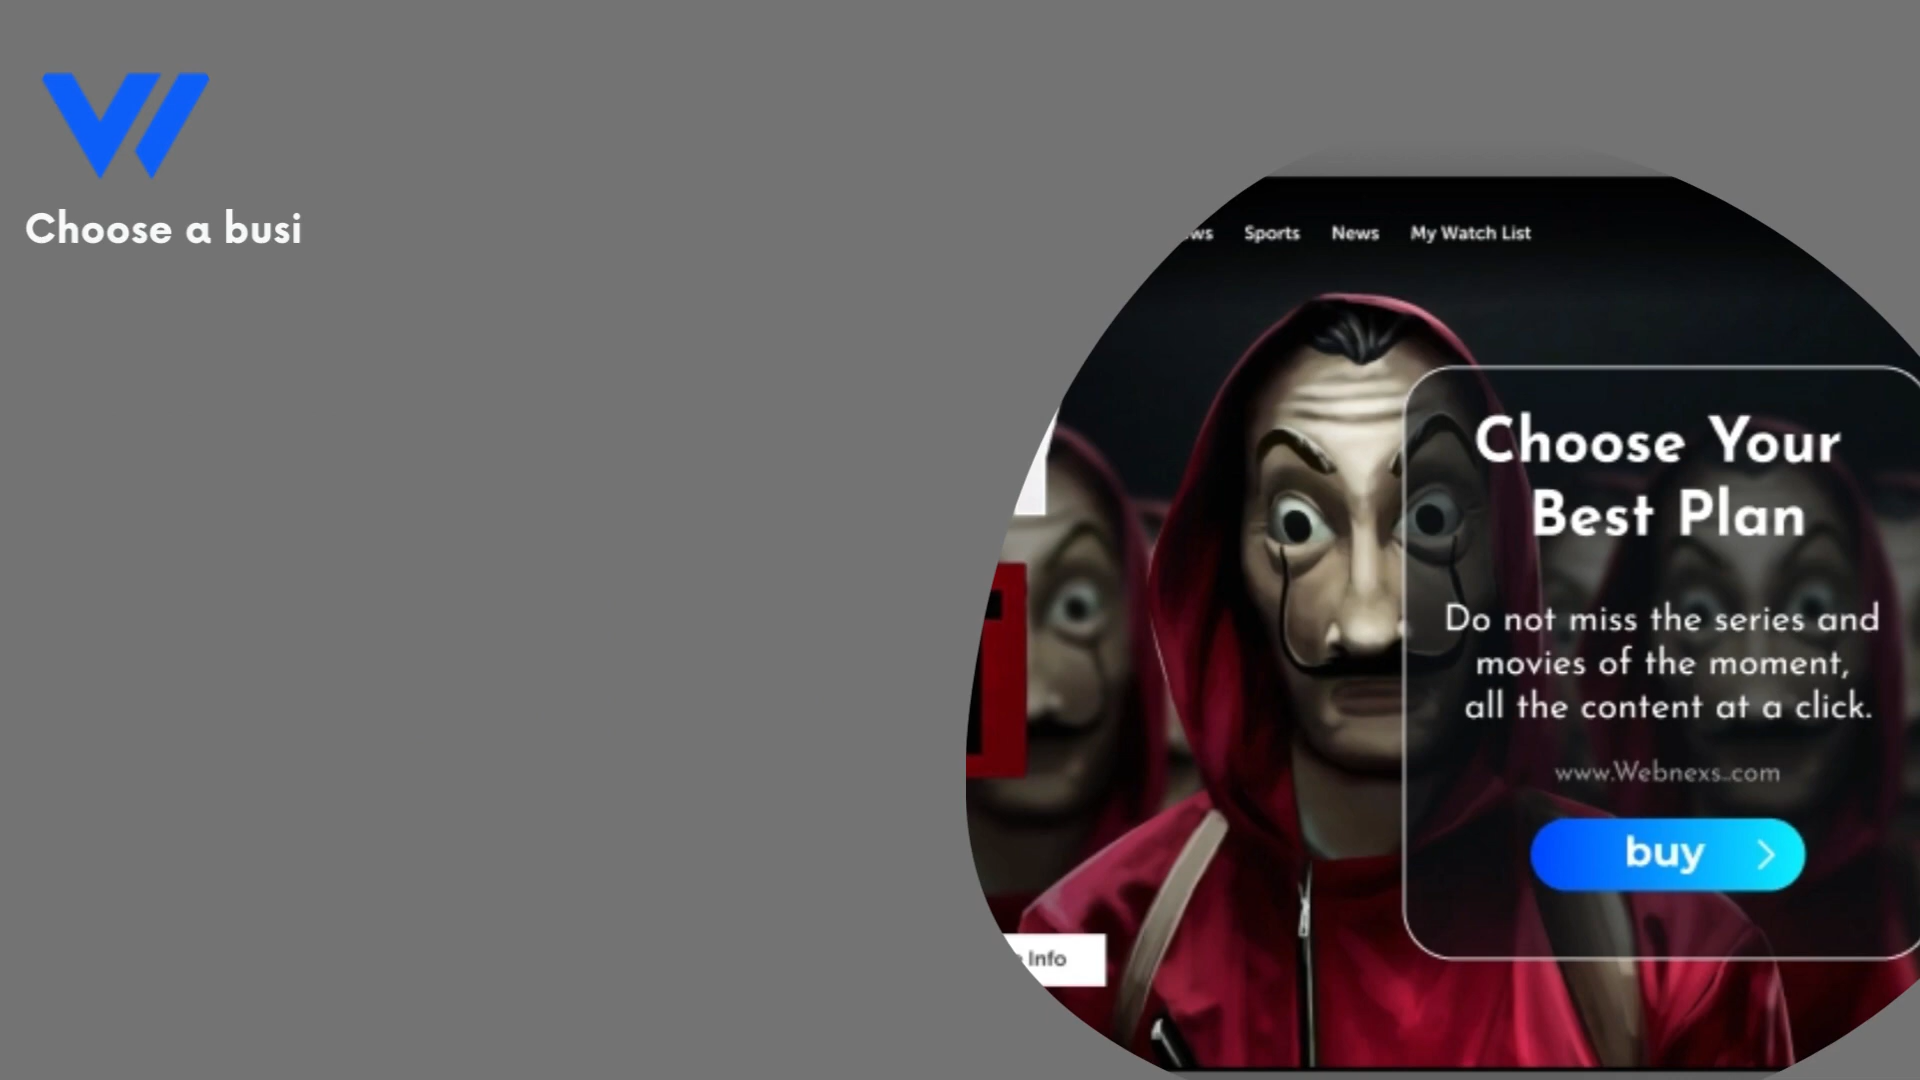 Choose a busi
Sports News My Watch List
Choose Your
Best Plan
Do not miss the series and
movies of the moment,
all the content at a click.
www.Webnexs.com
buy
Info